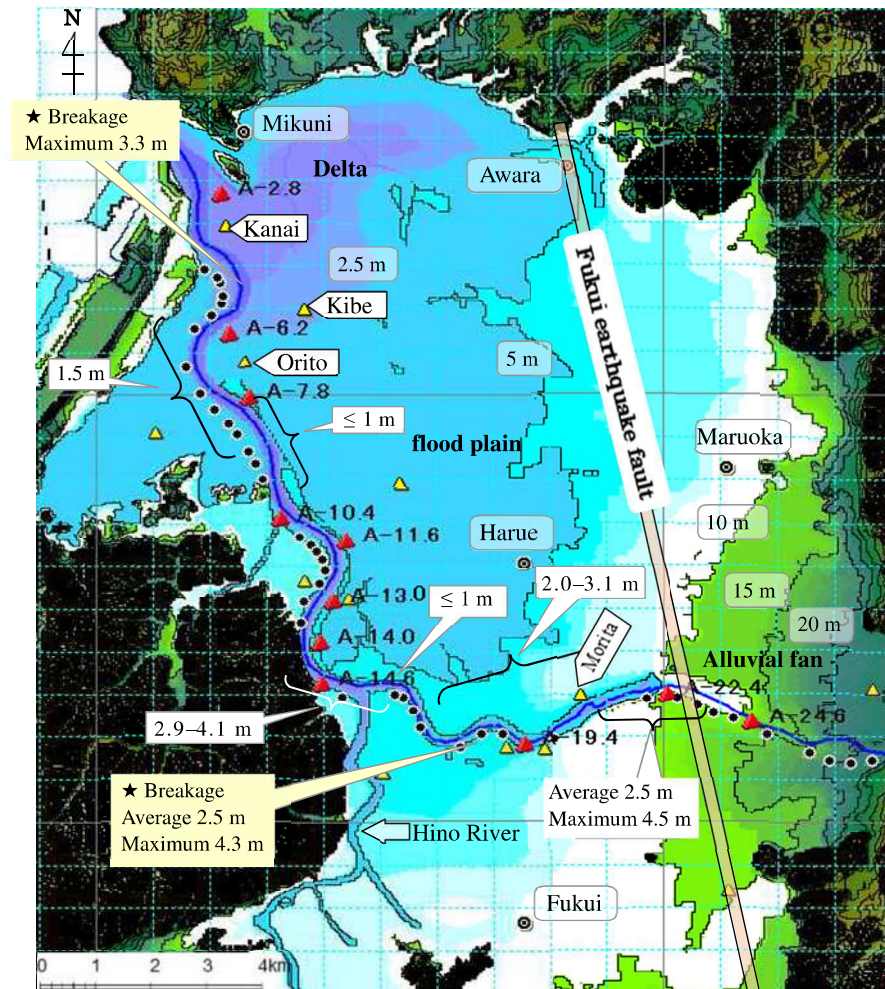 N
★ Breakage
Maximum 3.3 m
Mikuni
Delta
Awara
A-2.8
Kanai
2.5 m
Kibe
A-6.2
Orito
5 m
1.5 m
A-7.8
≤ 1 m
Fukui earthquake fault
flood plain
Maruoka
A-10.4
A-11.6
10 m
Harue
2.0–3.1 m
A-13.0
≤ 1 m
15 m
A-14.0
Morita
20 m
Alluvial fan
A-14.6
A-22.4
2.9–4.1 m
A-24.6
A-19.4
★ Breakage
Average 2.5 m
Maximum 4.3 m
Average 2.5 m
Maximum 4.5 m
Hino River
Fukui
0 1 2 3 4km